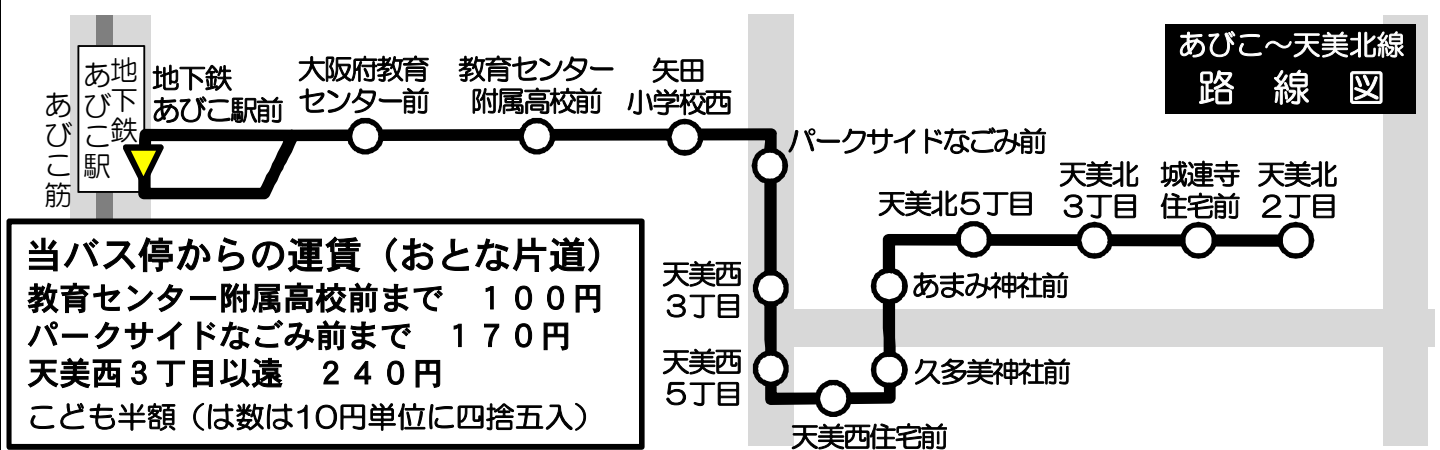 あびこ～天美北線
路線図
あびこ筋
地下鉄
あびこ駅
地下鉄
あびこ駅前
大阪府教育
センター前
教育センター
附属高校前
矢田
小学校西
パークサイドなごみ前
天美西
3丁目
天美西
5丁目
天美西住宅前
久多美神社前
あまみ神社前
天美北5丁目
天美北
3丁目
城連寺
住宅前
天美北
2丁目
当バス停からの運賃（おとな片道）
教育センター附属高校前まで　１００円
パークサイドなごみ前まで　１７０円
天美西３丁目以遠　２４０円
こども半額（は数は10円単位に四捨五入）